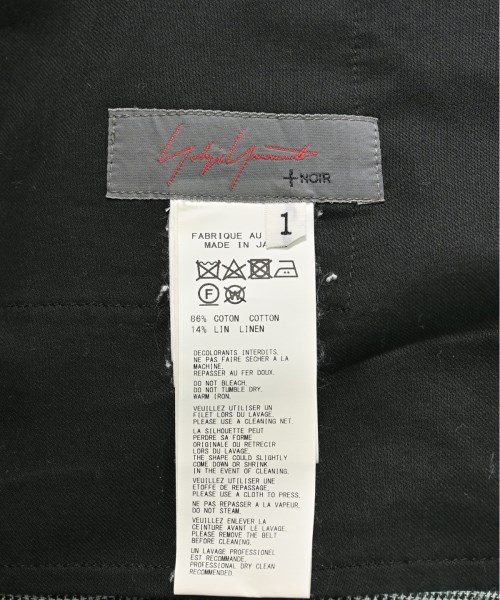 Yohji Yamamoto
+NOIR
1
FABRIQUE AU
MADE IN JA
F
W
86% COTON COTTON
14% LIN LINEN
DECOLORANTS INTERDITS.
NE PAS FAIRE SECHER A LA
MACHINE.
REPASSER AU FER DOUX.
DO NOT BLEACH.
DO NOT TUMBLE DRY.
WARM IRON.
VEUILLEZ UTILISER UN
FILET LORS DU LAVAGE.
PLEASE USE A CLEANING NET.
LA SILHOUETTE PEUT
PERDRE SA FORME
ORIGINALE OU RETRECIR
LORS DU LAVAGE.
THE SHAPE COULD SLIGHTLY
COME DOWN OR SHRINK
IN THE EVENT OF CLEANING.
VEUILLEZ UTILISER UNE
ETOFFE DE REPASSAGE.
PLEASE USE A CLOTH TO PRESS.
NE PAS REPASSER A LA VAPEUR.
DO NOT STEAM.
VEUILLEZ ENLEVER LA
CEINTURE AVANT LE LAVAGE.
PLEASE REMOVE THE BELT
BEFORE CLEANING.
UN LAVAGE PROFESSIONEL
EST RECOMMANDE.
PROFESSIONAL DRY CLEAN
RECOMMENDED.